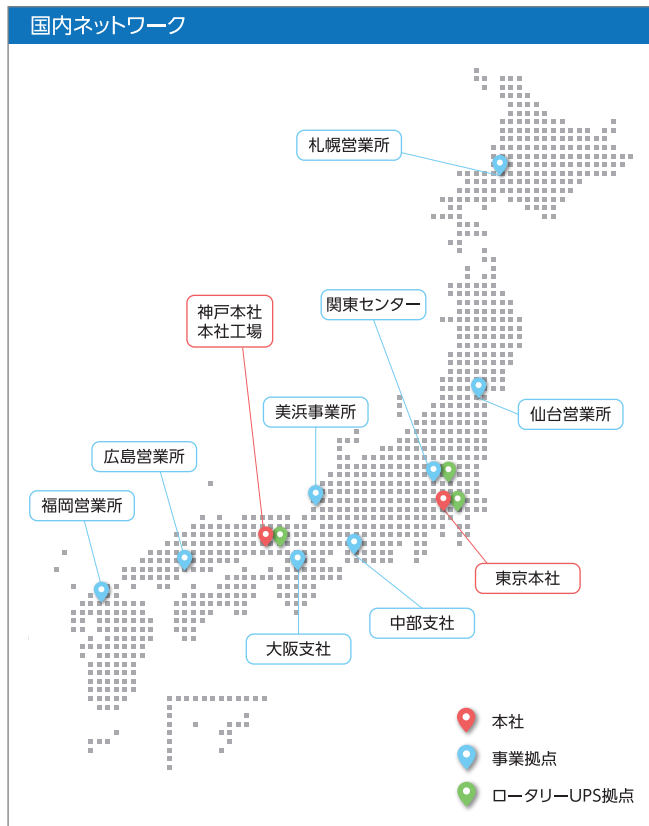 国内ネットワーク
札幌営業所
関東センター
神戸本社
本社工場
美浜事業所
仙台営業所
広島営業所
福岡営業所
東京本社
中部支社
大阪支社
本社
事業拠点
ロータリーUPS拠点